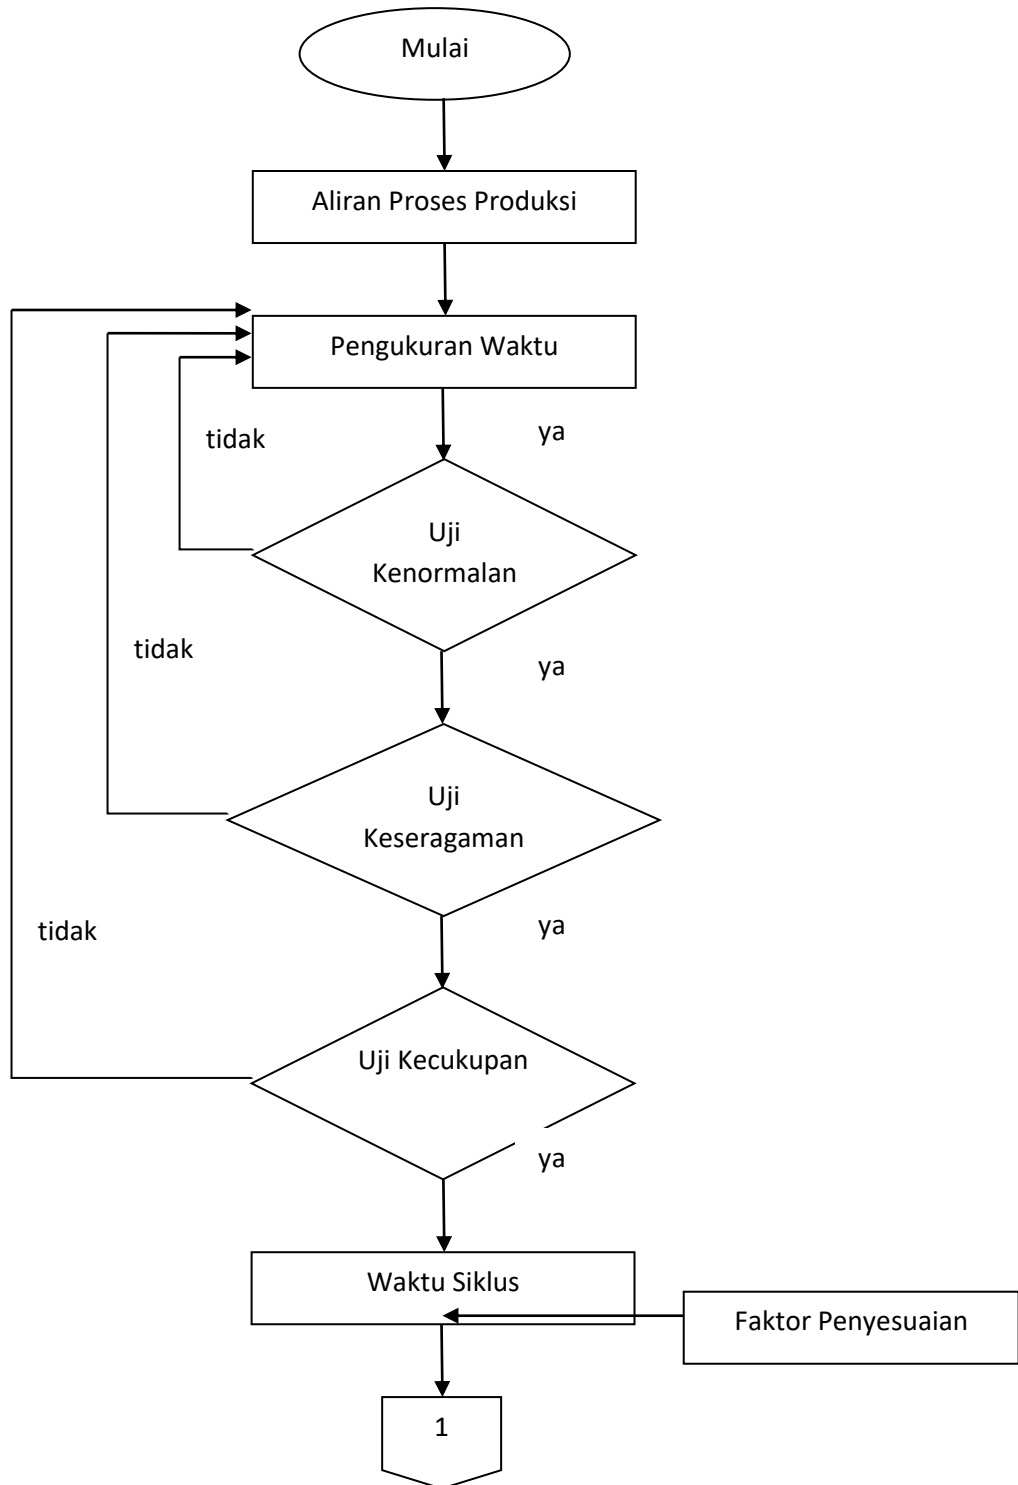 Mulai
Aliran Proses Produksi
Pengukuran Waktu
tidak
ya
Uji
Kenormalan
tidak
ya
Uji
Keseragaman
tidak
ya
Uji Kecukupan
ya
Waktu Siklus
Faktor Penyesuaian
1